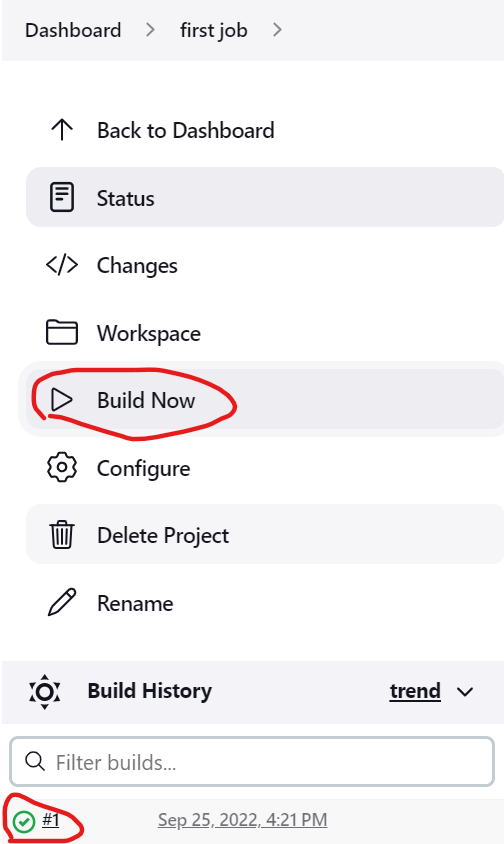 Dashboard > first job >
Back to Dashboard
Status
Changes
Workspace
Build Now
Configure
Delete Project
Rename
Build History trend
Filter builds...
#1 Sep 25, 2022, 4:21 PM